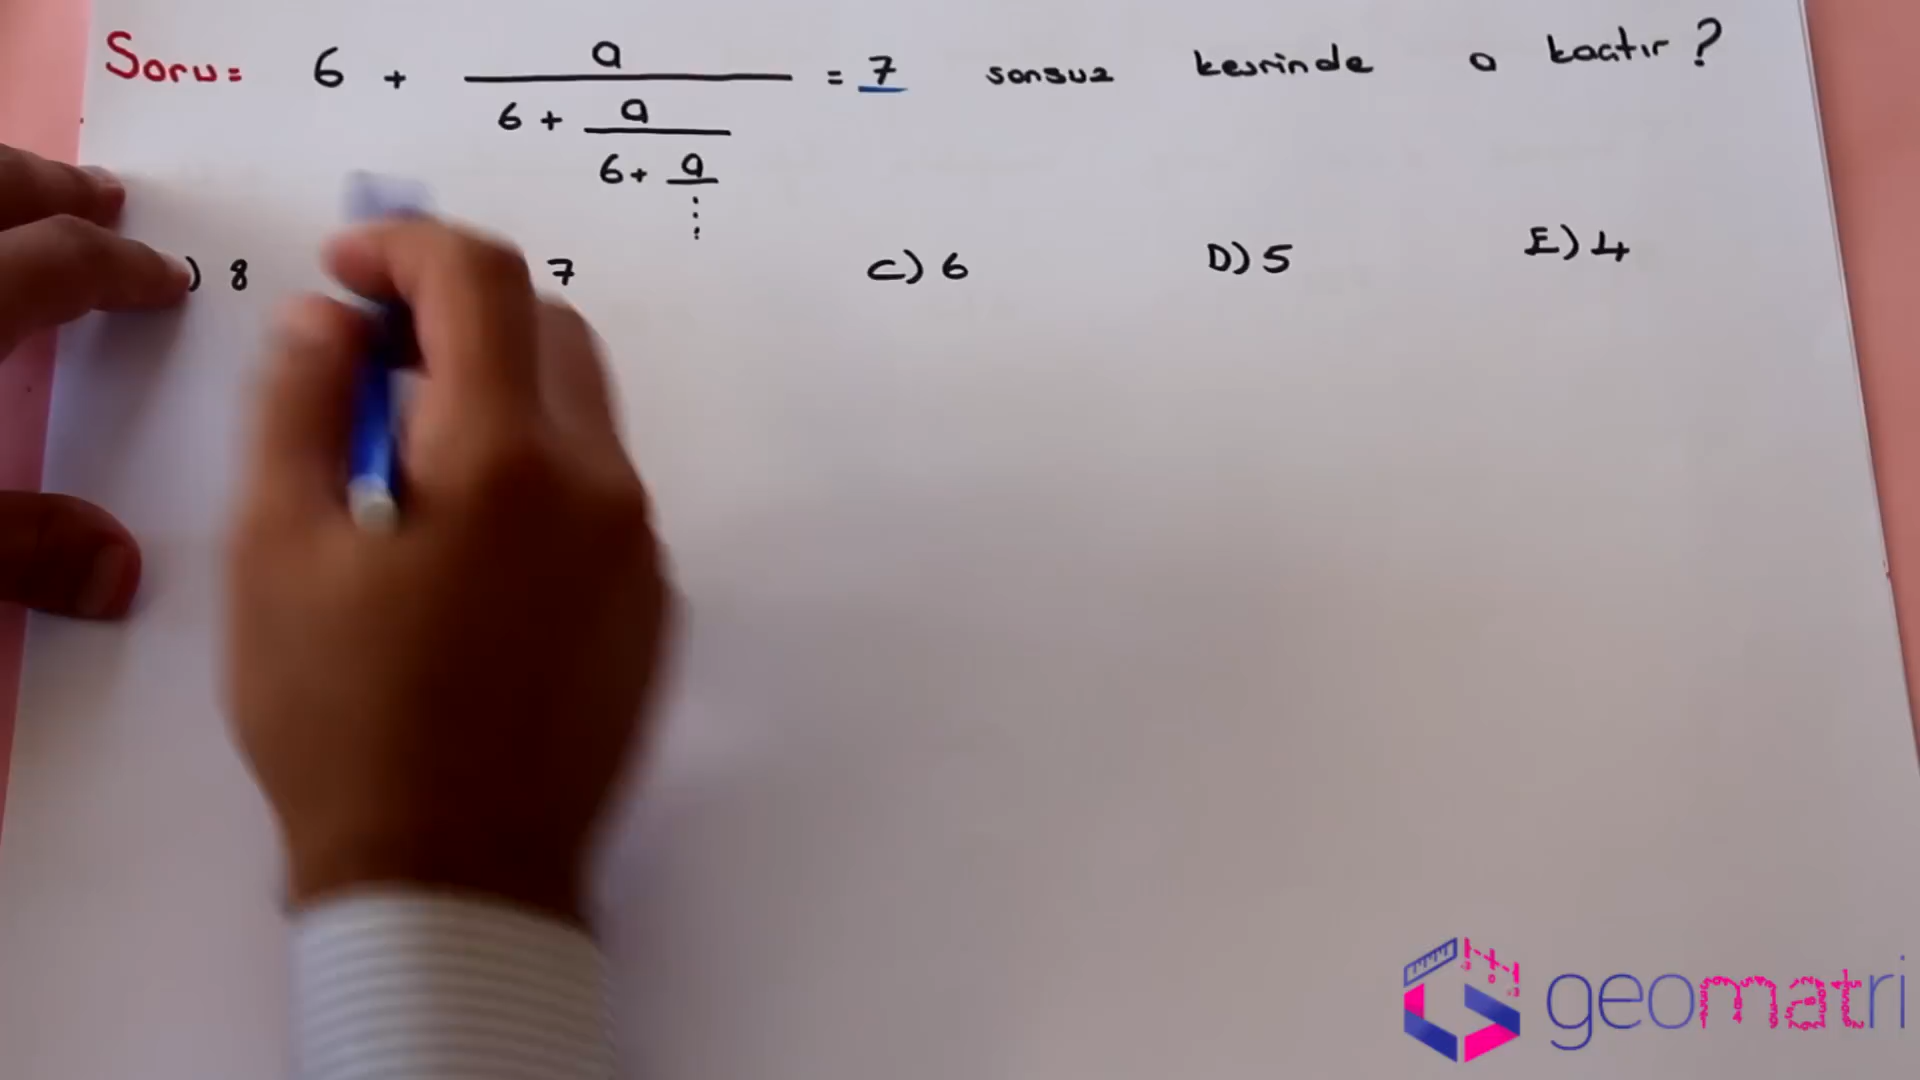 Soru= 6 + a = 7 sonsuz kesrinde a kaçtır ?
6 + a
6 + a
⋮
) 8 7 C) 6 D) 5 E) 4
geomatri